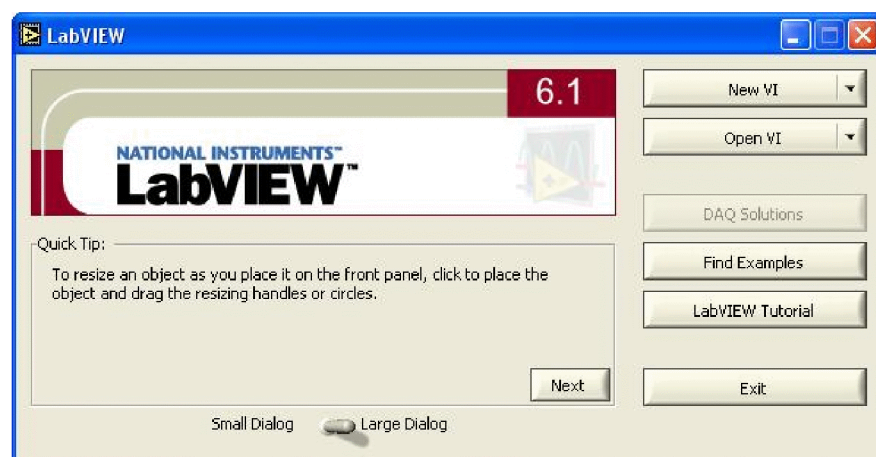 LabVIEW
6.1
NATIONAL INSTRUMENTS™
LabVIEW™
New VI
Open VI
DAQ Solutions
Find Examples
LabVIEW Tutorial
Exit
Quick Tip:
To resize an object as you place it on the front panel, click to place the
object and drag the resizing handles or circles.
Next
Small Dialog Large Dialog